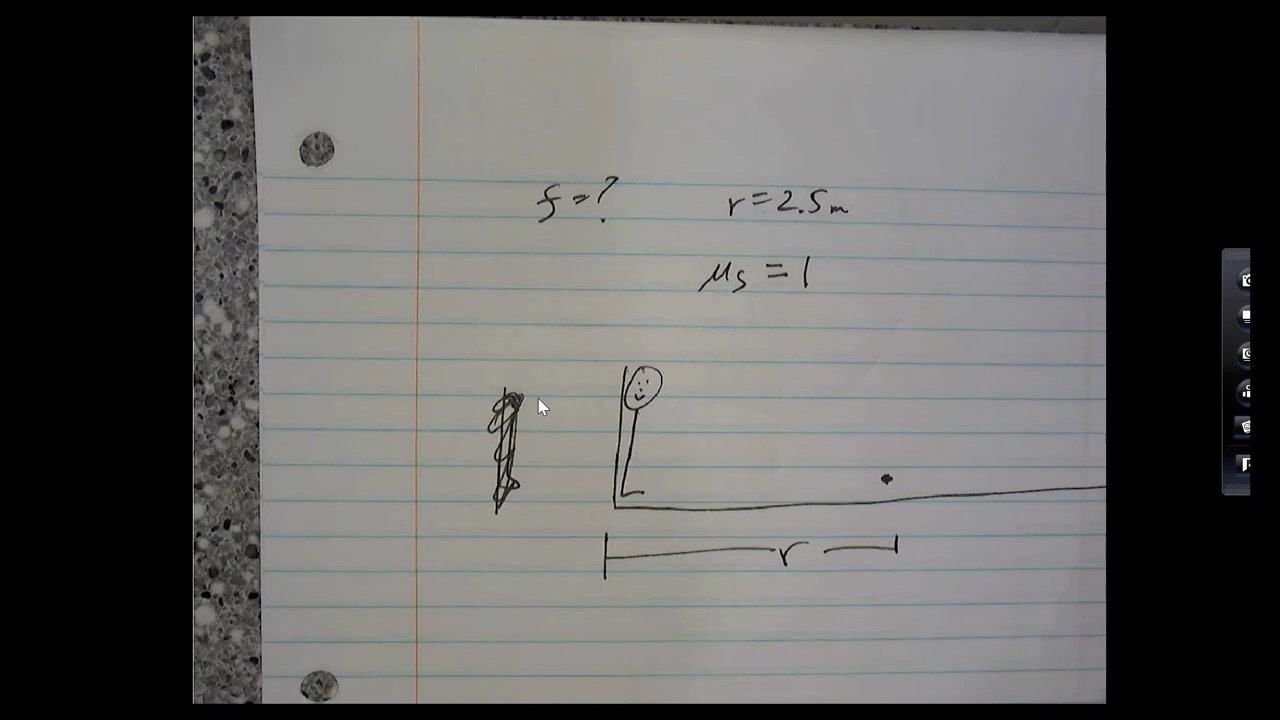 f = ? r = 2.5m
μs = 1
r